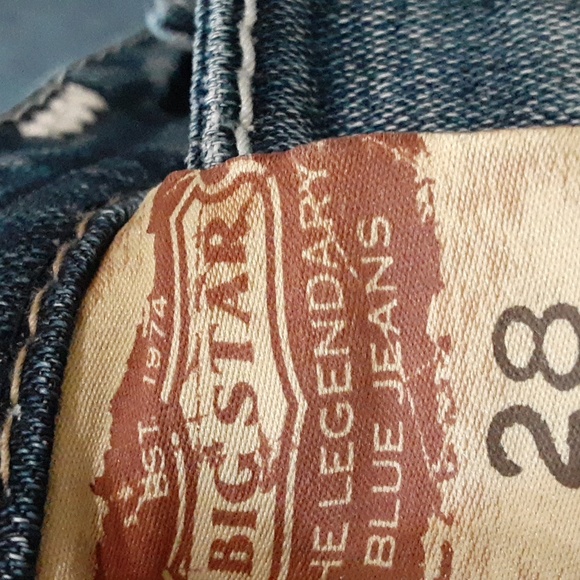 EST. 1974
BIG STAR
HE LEGENDARY
BLUE JEANS
28